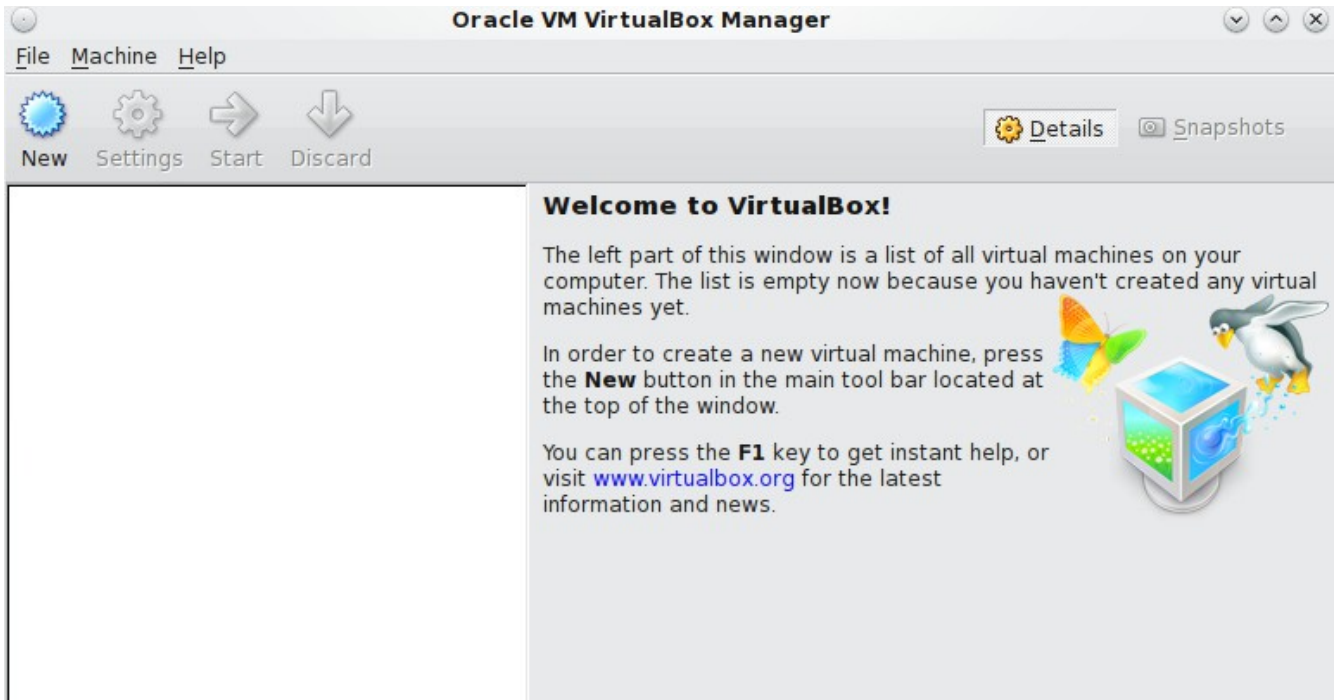 Oracle VM VirtualBox Manager
File Machine Help
New Settings Start Discard
Details Snapshots
Welcome to VirtualBox!
The left part of this window is a list of all virtual machines on your
computer. The list is empty now because you haven't created any virtual
machines yet.
In order to create a new virtual machine, press
the New button in the main tool bar located at
the top of the window.
You can press the F1 key to get instant help, or
visit www.virtualbox.org for the latest
information and news.